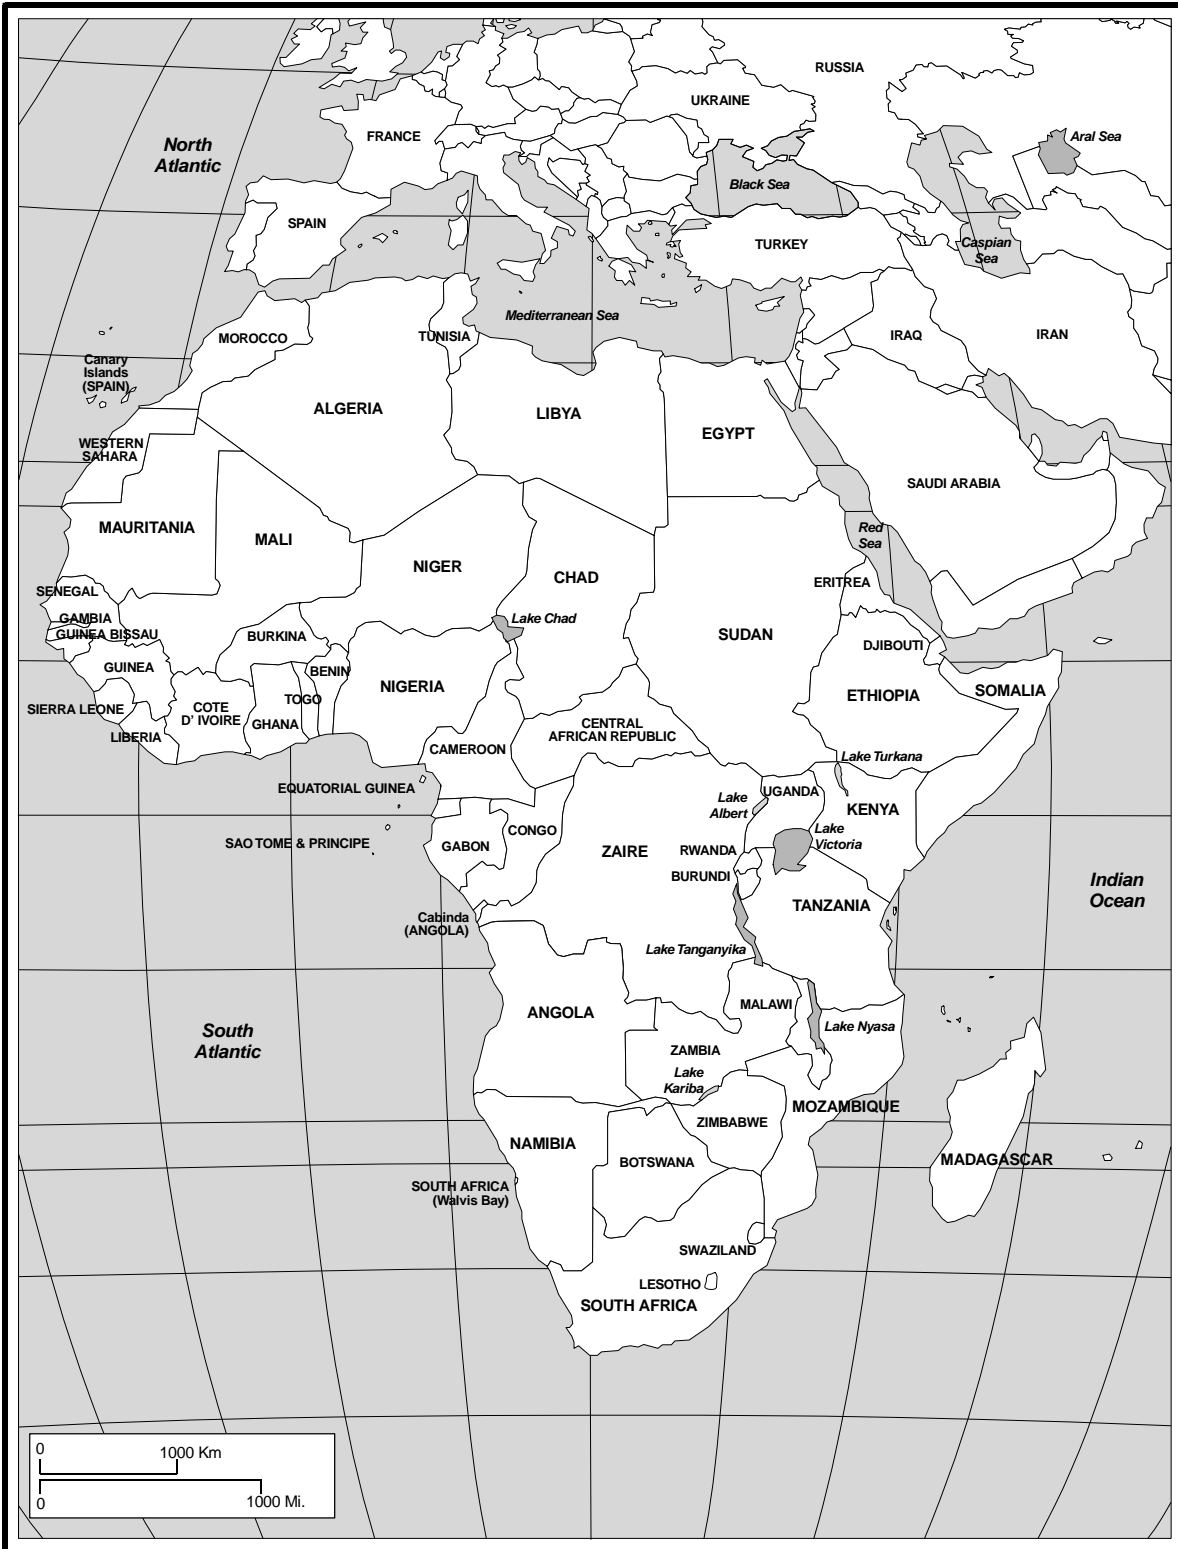 RUSSIA
UKRAINE
Aral Sea
FRANCE
North
Atlantic
Black Sea
SPAIN
TURKEY
Caspian
Sea
Mediterranean Sea
MOROCCO
TUNISIA
IRAQ
IRAN
Canary
Islands
(SPAIN)
ALGERIA
LIBYA
EGYPT
WESTERN
SAHARA
SAUDI ARABIA
MAURITANIA
MALI
Red
Sea
NIGER
CHAD
ERITREA
SENEGAL
GAMBIA
Lake Chad
GUINEA BISSAU
BURKINA
SUDAN
DJIBOUTI
GUINEA
BENIN
NIGERIA
ETHIOPIA
SOMALIA
TOGO
SIERRA LEONE
COTE
D' IVOIRE
GHANA
CENTRAL
AFRICAN REPUBLIC
LIBERIA
CAMEROON
Lake Turkana
EQUATORIAL GUINEA
UGANDA
Lake
Albert
KENYA
CONGO
Lake
Victoria
SAO TOME & PRINCIPE
GABON
ZAIRE
RWANDA
BURUNDI
Indian
Ocean
TANZANIA
Cabinda
(ANGOLA)
Lake Tanganyika
MALAWI
ANGOLA
Lake Nyasa
South
Atlantic
ZAMBIA
Lake
Kariba
MOZAMBIQUE
ZIMBABWE
NAMIBIA
BOTSWANA
MADAGASCAR
SOUTH AFRICA
(Walvis Bay)
SWAZILAND
LESOTHO
SOUTH AFRICA
0
1000 Km
0
1000 Mi.